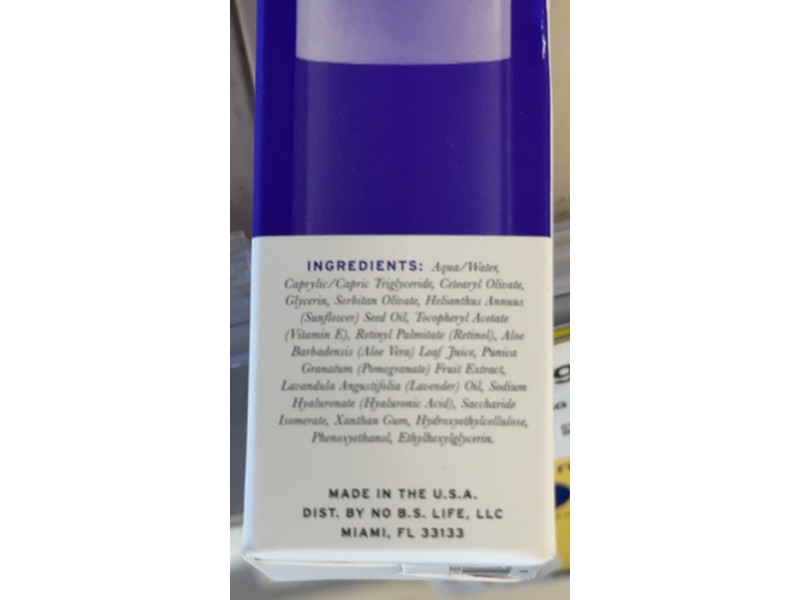 INGREDIENTS: Aqua/Water,
Caprylic/Capric Triglyceride, Cetearyl Olivate,
Glycerin, Sorbitan Olivate, Helianthus Annuus
(Sunflower) Seed Oil, Tocopheryl Acetate
(Vitamin E), Retinyl Palmitate (Retinol), Aloe
Barbadensis (Aloe Vera) Leaf Juice, Punica
Granatum (Pomegranate) Fruit Extract,
Lavandula Angustifolia (Lavender) Oil, Sodium
Hyaluronate (Hyaluronic Acid), Saccharide
Isomerate, Xanthan Gum, Hydroxyethylcellulose,
Phenoxyethanol, Ethylhexylglycerin.
MADE IN THE U.S.A.
DIST. BY NO B.S. LIFE, LLC
MIAMI, FL 33133